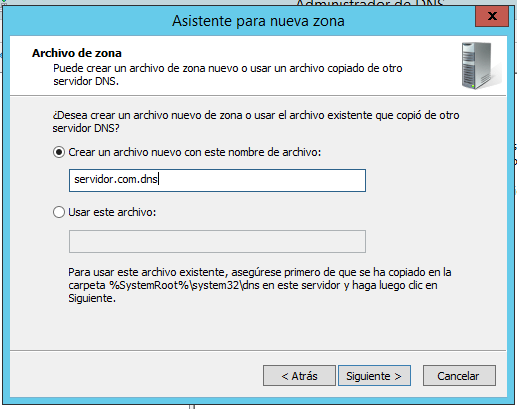 Administrador de DNS
Asistente para nueva zona
x
Archivo de zona
Puede crear un archivo de zona nuevo o usar un archivo copiado de otro
servidor DNS.
¿Desea crear un archivo nuevo de zona o usar el archivo existente que copió de otro
servidor DNS?
Crear un archivo nuevo con este nombre de archivo:
servidor.com.dns
Usar este archivo:
Para usar este archivo existente, asegúrese primero de que se ha copiado en la
carpeta %SystemRoot%\system32\dns en este servidor y haga luego clic en
Siguiente.
< Atrás
Siguiente >
Cancelar